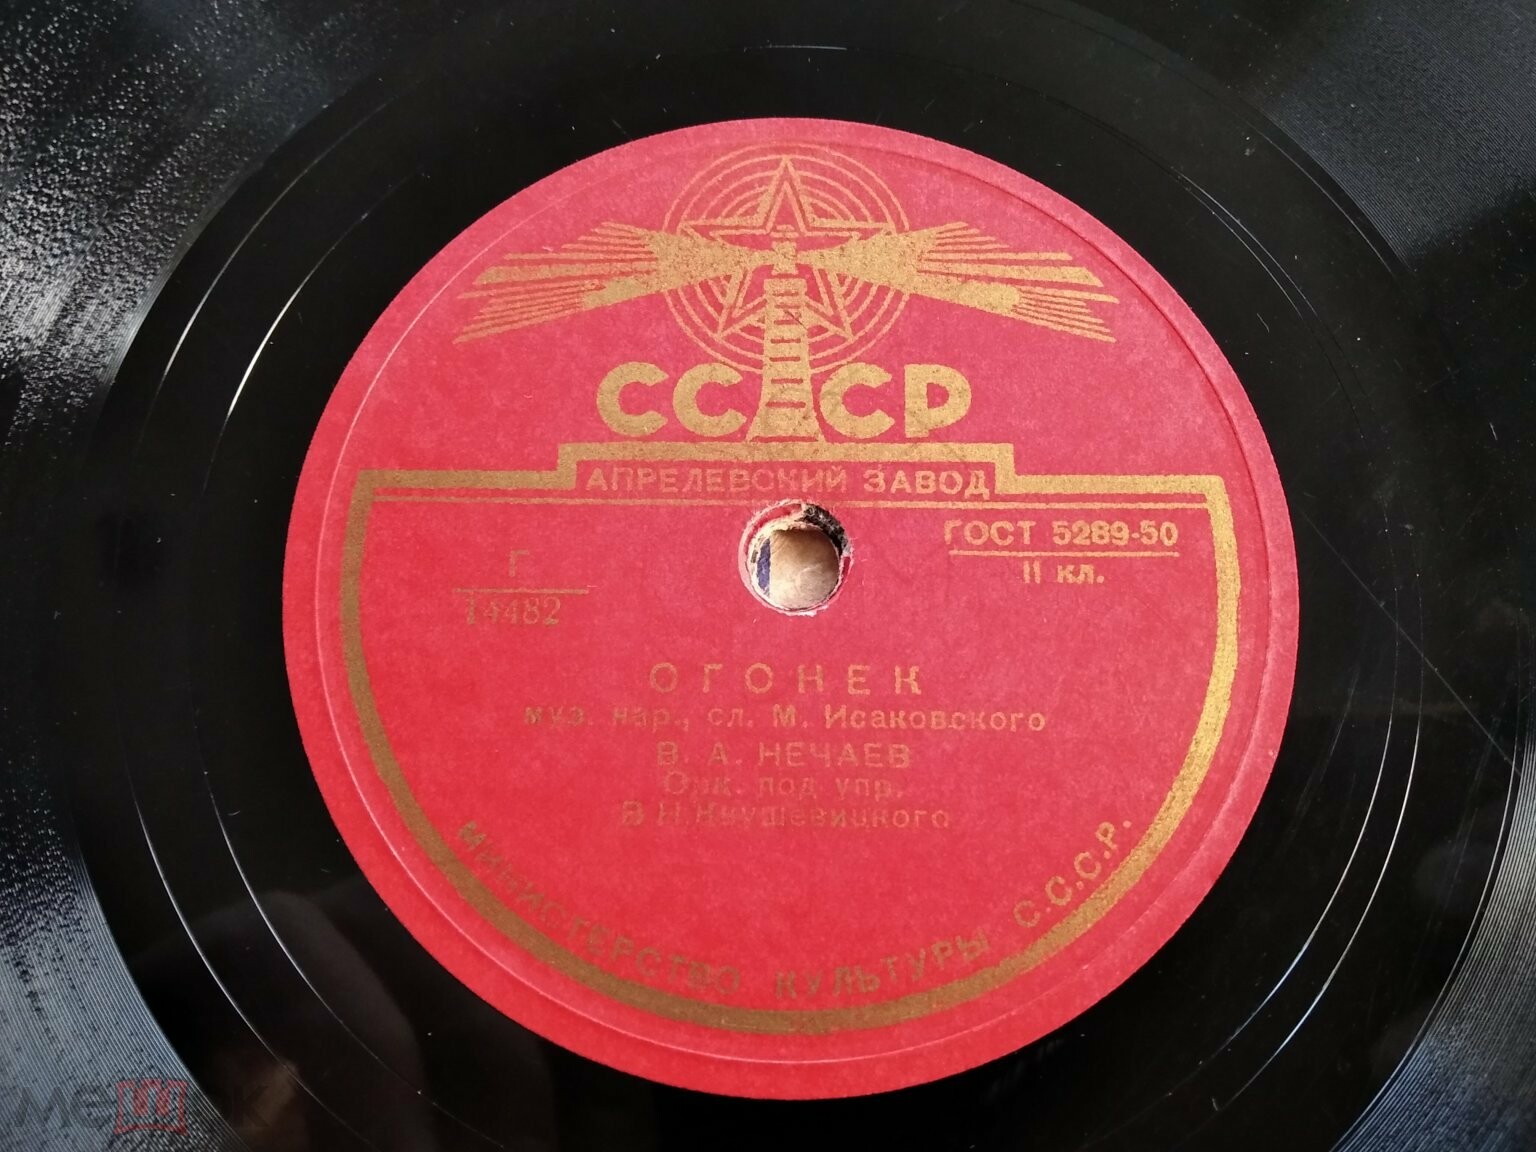 СССР
АПРЕЛЕВСКИЙ ЗАВОД
ГОСТ 5289-50
II кл.
Г
14482
ОГОНЕК
муз. нар., сл. М. Исаковского
В. А. НЕЧАЕВ
Орк. под упр.
В. Н. Кнушевицкого
МИНИСТЕРСТВО КУЛЬТУРЫ С.С.С.Р.
мешок